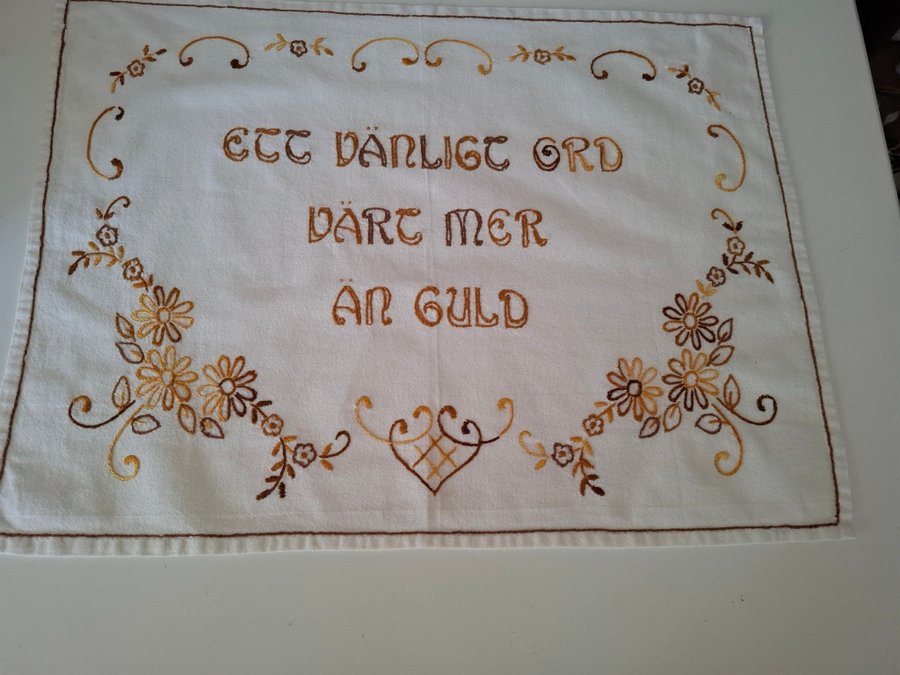 ETT VÄNLIGT ORD
VÄRT MER
ÄN GULD